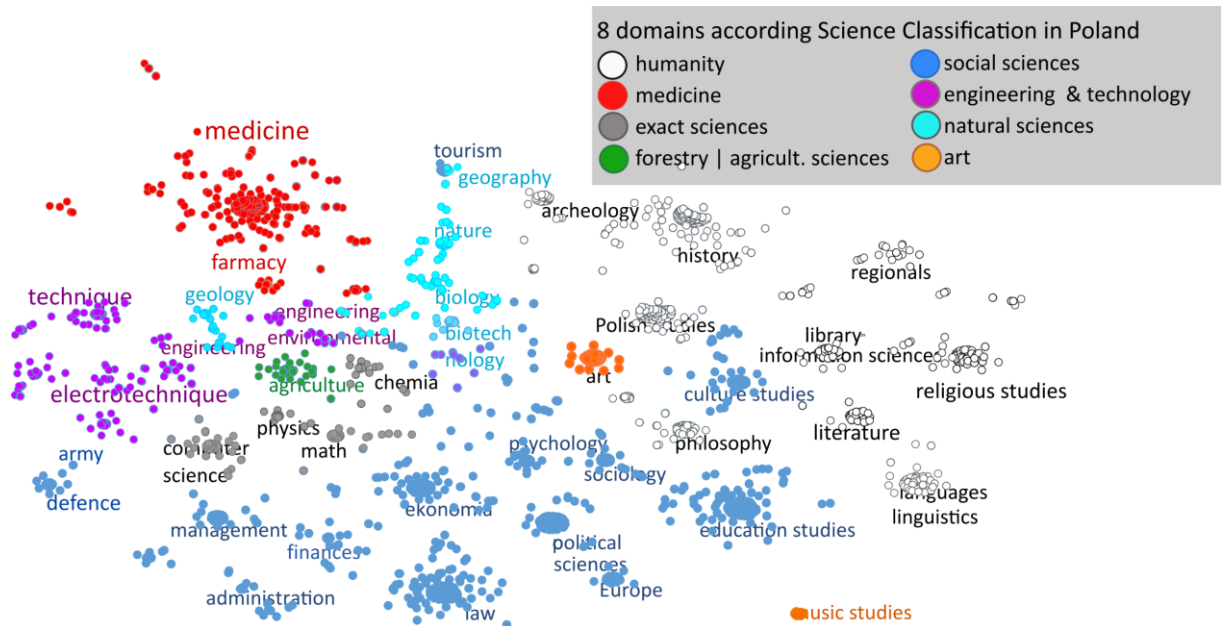 8 domains according Science Classification in Poland
humanity
social sciences
medicine
engineering & technology
exact sciences
natural sciences
forestry | agricult. sciences
art
medicine
tourism
geography
archeology
nature
history
farmacy
regionals
technique
geology
engineering
biology
Polish studies
engineering
environmental
biotech
nology
library
information science
art
chemia
agriculture
culture studies
religious studies
electrotechnique
physics
math
computer
science
psychology
sociology
philosophy
literature
army
defence
ekonomia
languages
linguistics
management
finances
political
sciences
education studies
administration
law
Europe
music studies